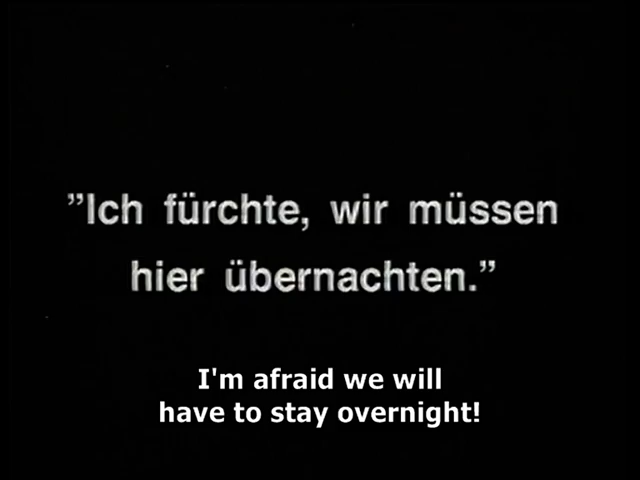 ”Ich fürchte, wir müssen
hier übernachten.”
I'm afraid we will
have to stay overnight!